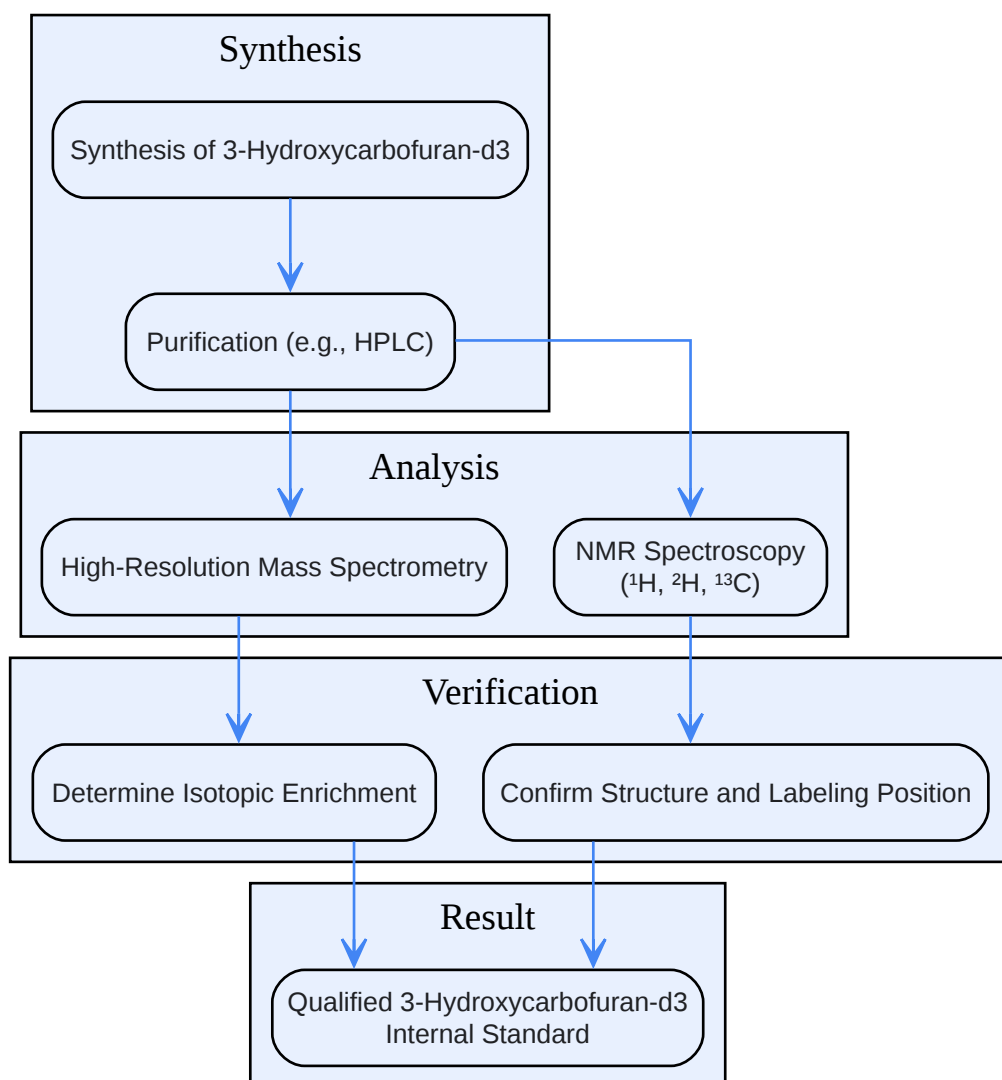 Synthesis
Synthesis of 3-Hydroxycarbofuran-d3
Purification (e.g., HPLC)
Analysis
High-Resolution Mass Spectrometry
NMR Spectroscopy
(¹H, ²H, ¹³C)
Verification
Determine Isotopic Enrichment
Confirm Structure and Labeling Position
Result
Qualified 3-Hydroxycarbofuran-d3
Internal Standard